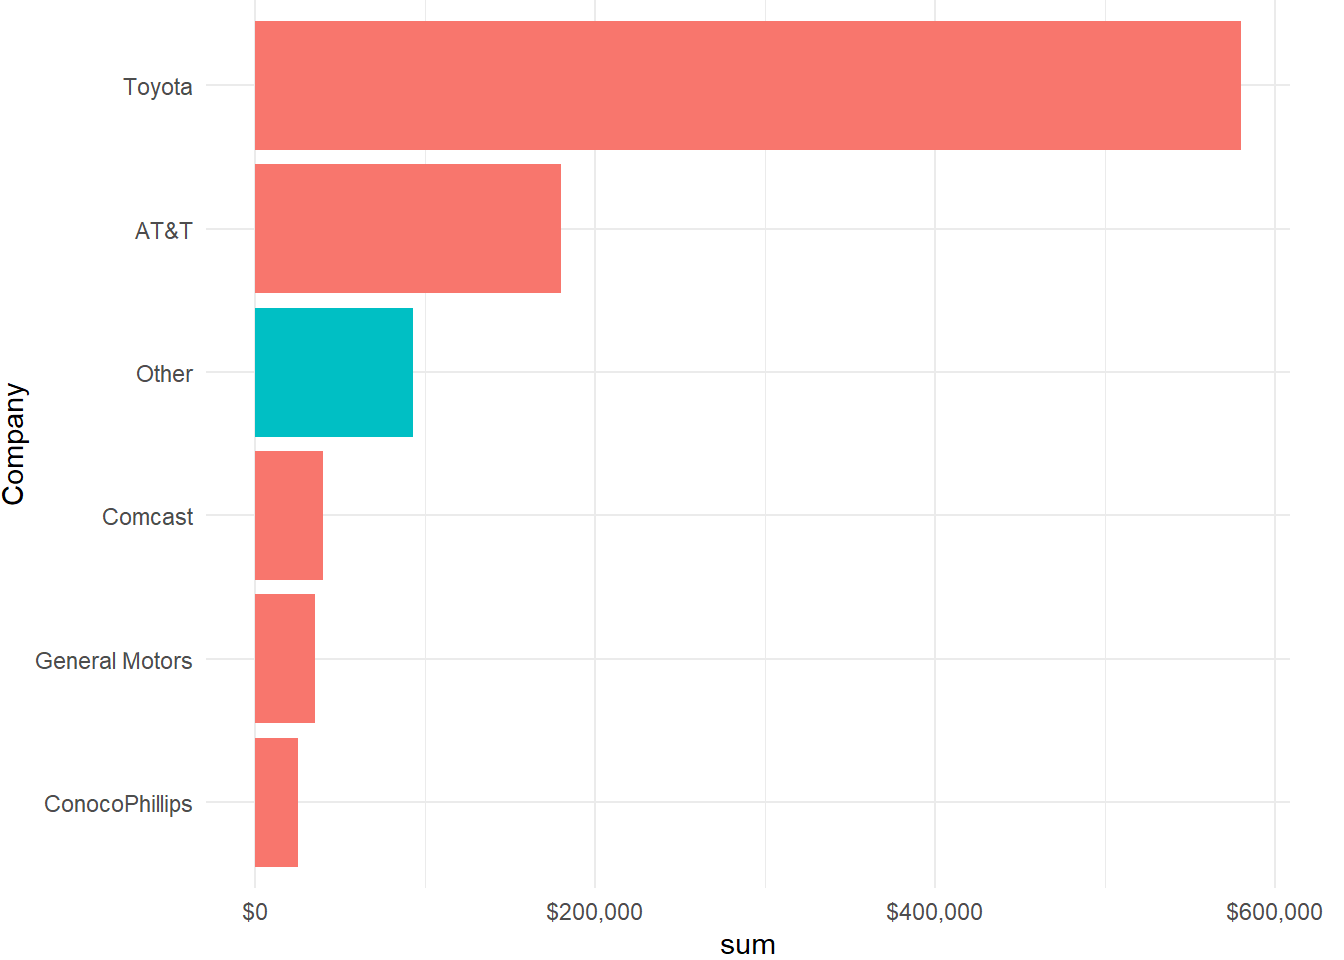 Toyota
AT&T
Other
Comcast
General Motors
ConocoPhillips
Company
$0 $200,000 $400,000 $600,000
sum